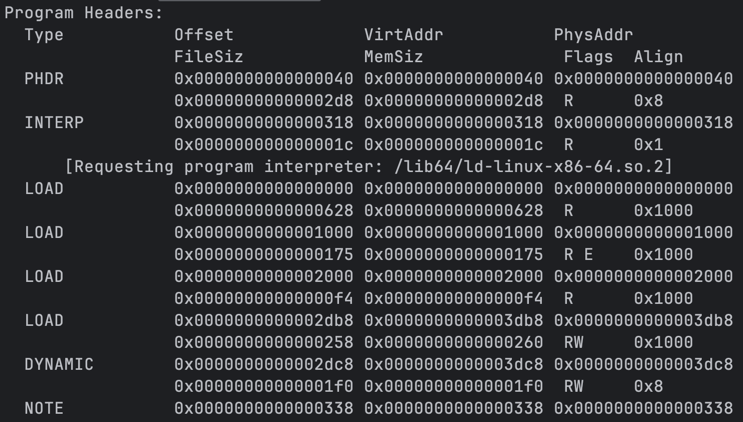 Program Headers:
Type Offset VirtAddr PhysAddr
FileSiz MemSiz Flags Align
PHDR 0x0000000000000040 0x0000000000000040 0x0000000000000040
0x00000000000002d8 0x00000000000002d8 R 0x8
INTERP 0x0000000000000318 0x0000000000000318 0x0000000000000318
0x000000000000001c 0x000000000000001c R 0x1
[Requesting program interpreter: /lib64/ld-linux-x86-64.so.2]
LOAD 0x0000000000000000 0x0000000000000000 0x0000000000000000
0x0000000000000628 0x0000000000000628 R 0x1000
LOAD 0x0000000000001000 0x0000000000001000 0x0000000000001000
0x0000000000000175 0x0000000000000175 R E 0x1000
LOAD 0x0000000000002000 0x0000000000002000 0x0000000000002000
0x00000000000000f4 0x00000000000000f4 R 0x1000
LOAD 0x0000000000002db8 0x0000000000003db8 0x0000000000003db8
0x0000000000000258 0x0000000000000260 RW 0x1000
DYNAMIC 0x0000000000002dc8 0x0000000000003dc8 0x0000000000003dc8
0x00000000000001f0 0x00000000000001f0 RW 0x8
NOTE 0x0000000000000338 0x0000000000000338 0x0000000000000338